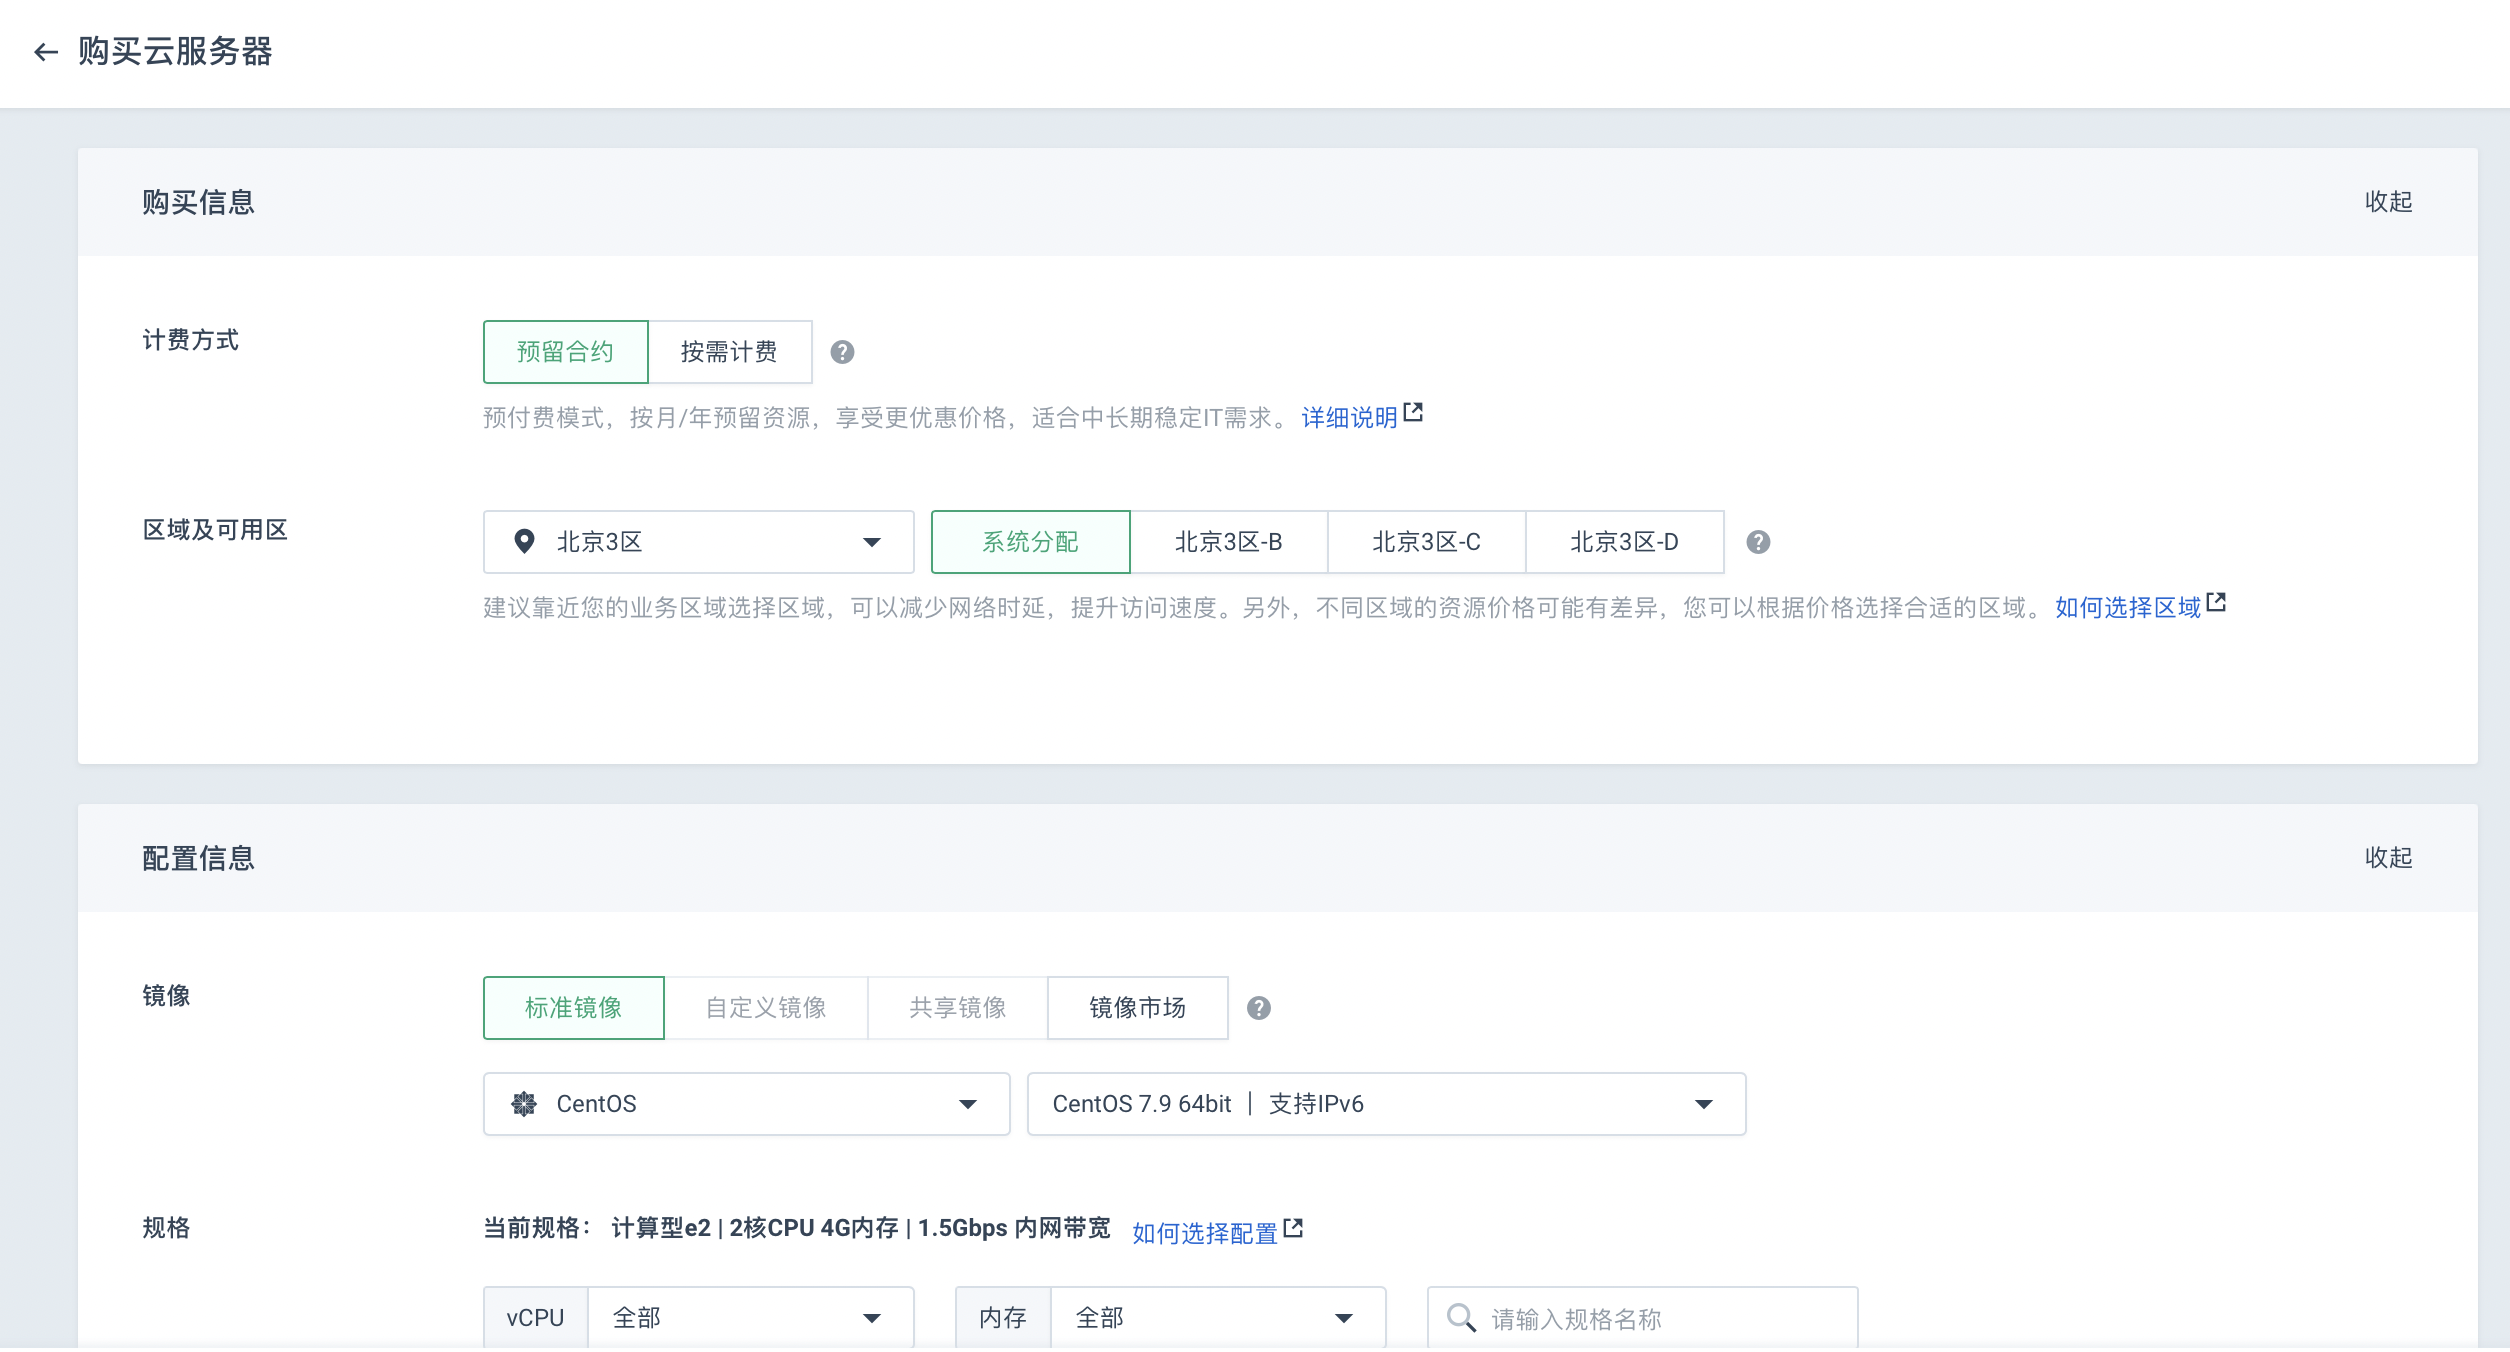 购买云服务器
购买信息
收起
计费方式
预留合约
按需计费
预付费模式，按月/年预留资源，享受更优惠价格，适合中长期稳定IT需求。 详细说明
区域及可用区
北京3区
系统分配
北京3区-B
北京3区-C
北京3区-D
建议靠近您的业务区域选择区域，可以减少网络时延，提升访问速度。另外，不同区域的资源价格可能有差异，您可以根据价格选择合适的区域。 如何选择区域
配置信息
收起
镜像
标准镜像
自定义镜像
共享镜像
镜像市场
CentOS
CentOS 7.9 64bit | 支持IPv6
规格
当前规格： 计算型e2 | 2核CPU 4G内存 | 1.5Gbps 内网带宽 如何选择配置
vCPU
全部
内存
全部
请输入规格名称